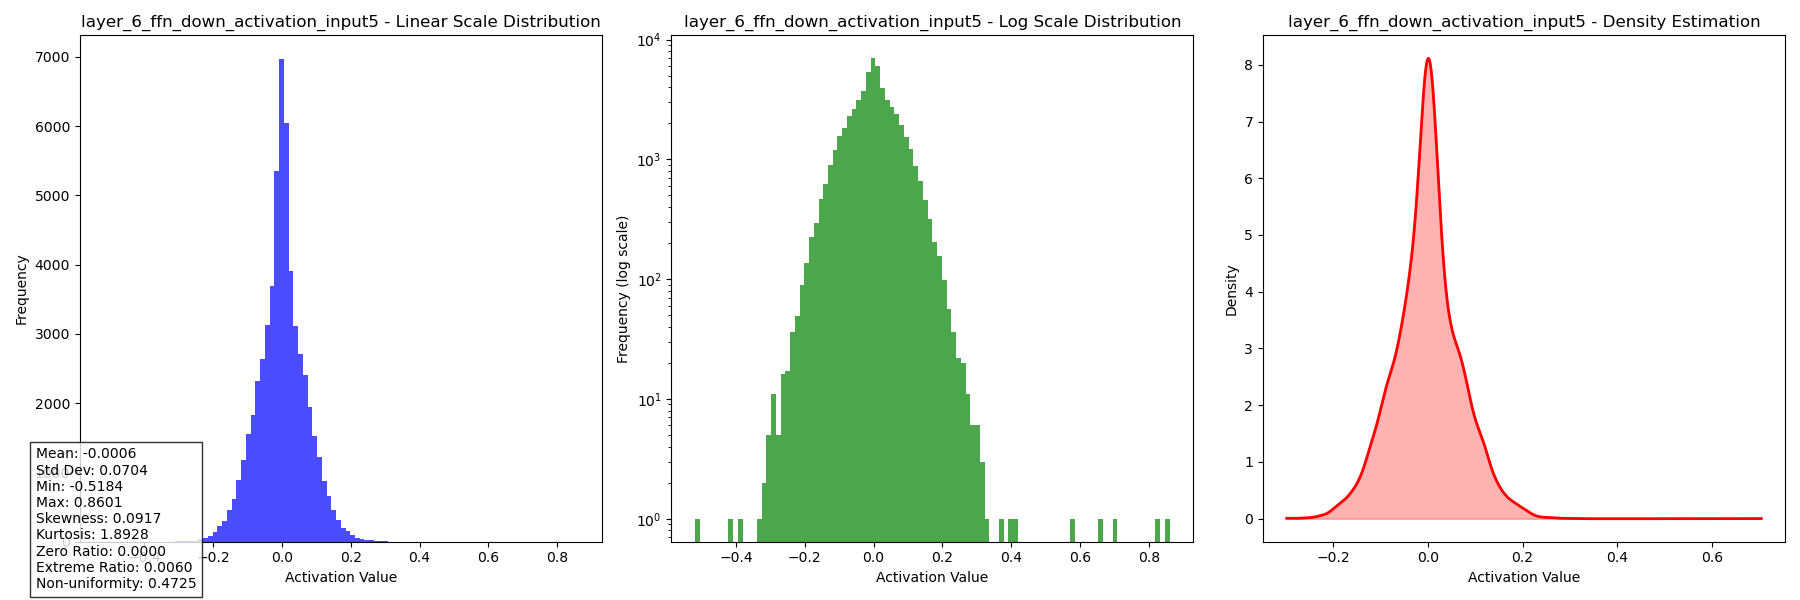 layer_6_ffn_down_activation_input5 - Linear Scale Distribution
Frequency
7000
6000
5000
4000
3000
2000
Mean: -0.0006
Std Dev: 0.0704
Min: -0.5184
Max: 0.8601
Skewness: 0.0917
Kurtosis: 1.8928
Zero Ratio: 0.0000
Extreme Ratio: 0.0060
Non-uniformity: 0.4725
−0.2 0.0 0.2 0.4 0.6 0.8
Activation Value
layer_6_ffn_down_activation_input5 - Log Scale Distribution
Frequency (log scale)
10⁴
10³
10²
10¹
10⁰
−0.4 −0.2 0.0 0.2 0.4 0.6 0.8
Activation Value
layer_6_ffn_down_activation_input5 - Density Estimation
Density
8
7
6
5
4
3
2
1
0
−0.2 0.0 0.2 0.4 0.6
Activation Value